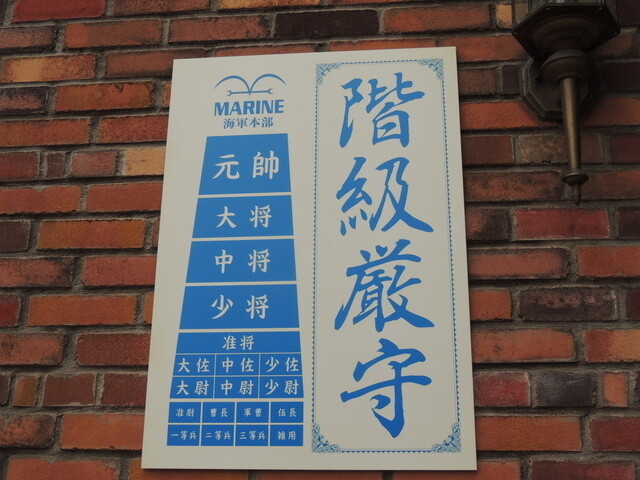 MARINE
海軍本部
元帥
大将
中将
少将
准将
大佐 中佐 少佐
大尉 中尉 少尉
准尉 曹長 軍曹 伍長
一等兵 二等兵 三等兵 雑用
階級厳守